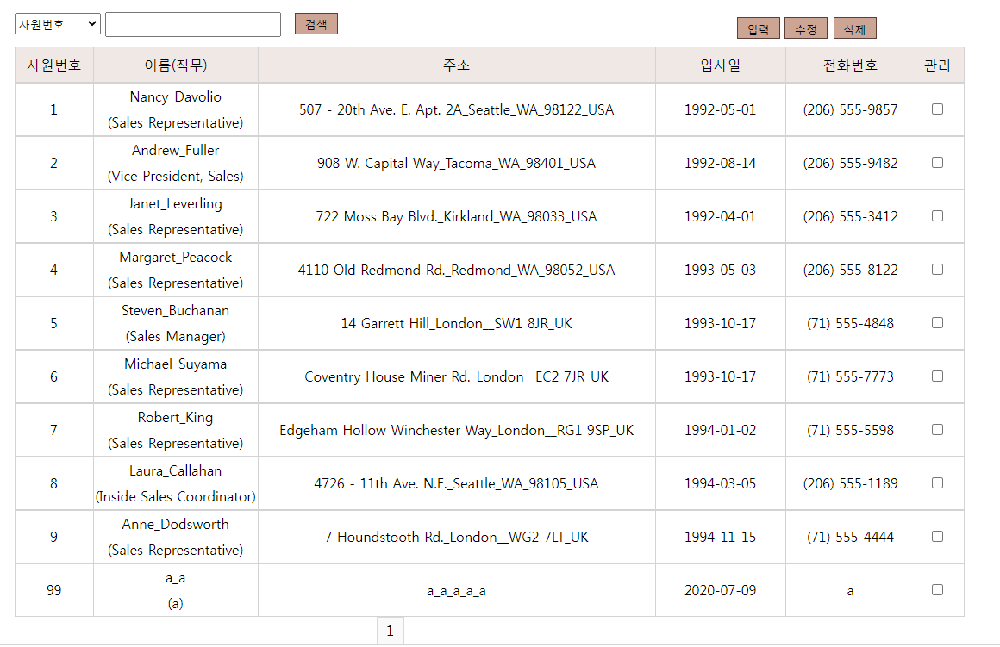 사원번호 검색 입력 수정 삭제
사원번호 이름(직무) 주소 입사일 전화번호 관리
Nancy_Davolio
1 507 - 20th Ave. E. Apt. 2A_Seattle_WA_98122_USA 1992-05-01 (206) 555-9857
(Sales Representative)
Andrew_Fuller
2 908 W. Capital Way_Tacoma_WA_98401_USA 1992-08-14 (206) 555-9482
(Vice President, Sales)
Janet_Leverling
3 722 Moss Bay Blvd._Kirkland_WA_98033_USA 1992-04-01 (206) 555-3412
(Sales Representative)
Margaret_Peacock
4 4110 Old Redmond Rd._Redmond_WA_98052_USA 1993-05-03 (206) 555-8122
(Sales Representative)
Steven_Buchanan
5 14 Garrett Hill_London__SW1 8JR_UK 1993-10-17 (71) 555-4848
(Sales Manager)
Michael_Suyama
6 Coventry House Miner Rd._London__EC2 7JR_UK 1993-10-17 (71) 555-7773
(Sales Representative)
Robert_King
7 Edgeham Hollow Winchester Way_London__RG1 9SP_UK 1994-01-02 (71) 555-5598
(Sales Representative)
Laura_Callahan
8 4726 - 11th Ave. N.E._Seattle_WA_98105_USA 1994-03-05 (206) 555-1189
(Inside Sales Coordinator)
Anne_Dodsworth
9 7 Houndstooth Rd._London__WG2 7LT_UK 1994-11-15 (71) 555-4444
(Sales Representative)
a_a
99 a_a_a_a_a 2020-07-09 a
(a)
1